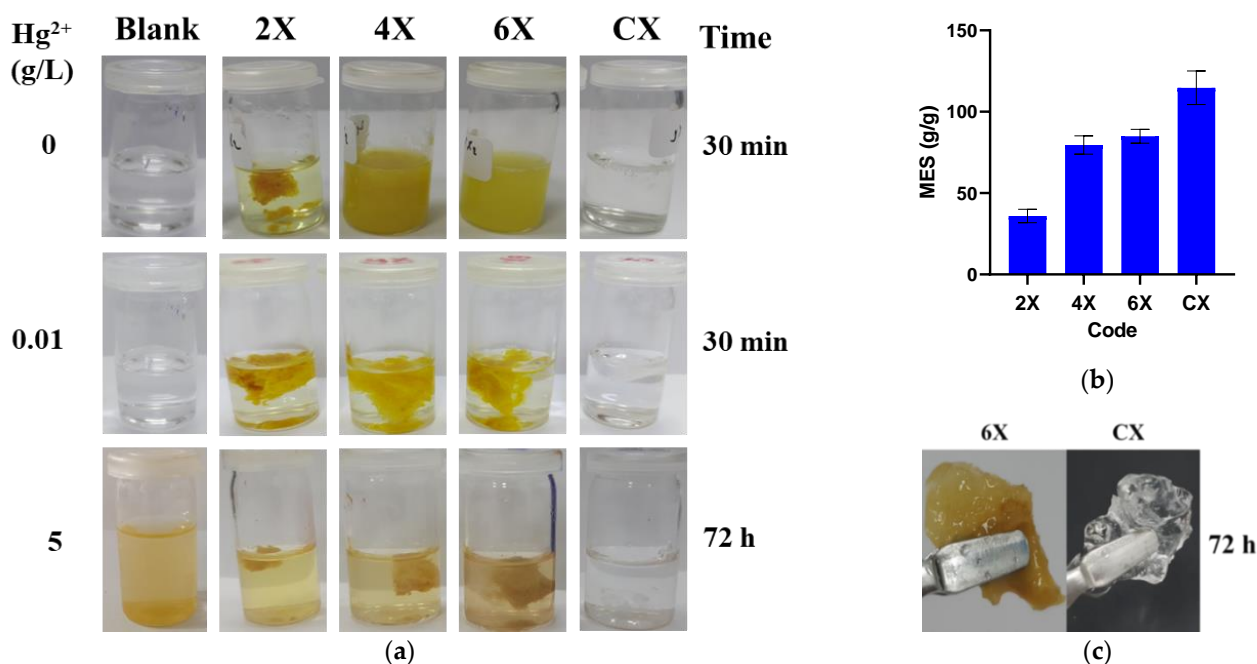 Hg²⁺
(g/L)
Blank 2X 4X 6X CX Time
0 30 min
0.01 30 min
5 72 h
(a)
150
100
50
0
MES (g/g)
2X 4X 6X CX
Code
(b)
6X CX
72 h
(c)